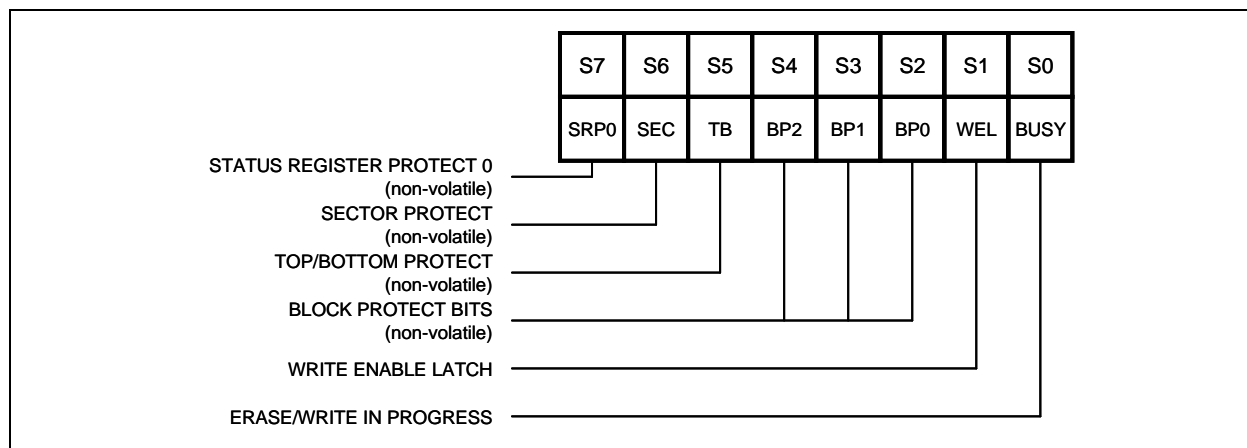 S7 S6 S5 S4 S3 S2 S1 S0
SRP0 SEC TB BP2 BP1 BP0 WEL BUSY
STATUS REGISTER PROTECT 0
(non-volatile)
SECTOR PROTECT
(non-volatile)
TOP/BOTTOM PROTECT
(non-volatile)
BLOCK PROTECT BITS
(non-volatile)
WRITE ENABLE LATCH
ERASE/WRITE IN PROGRESS